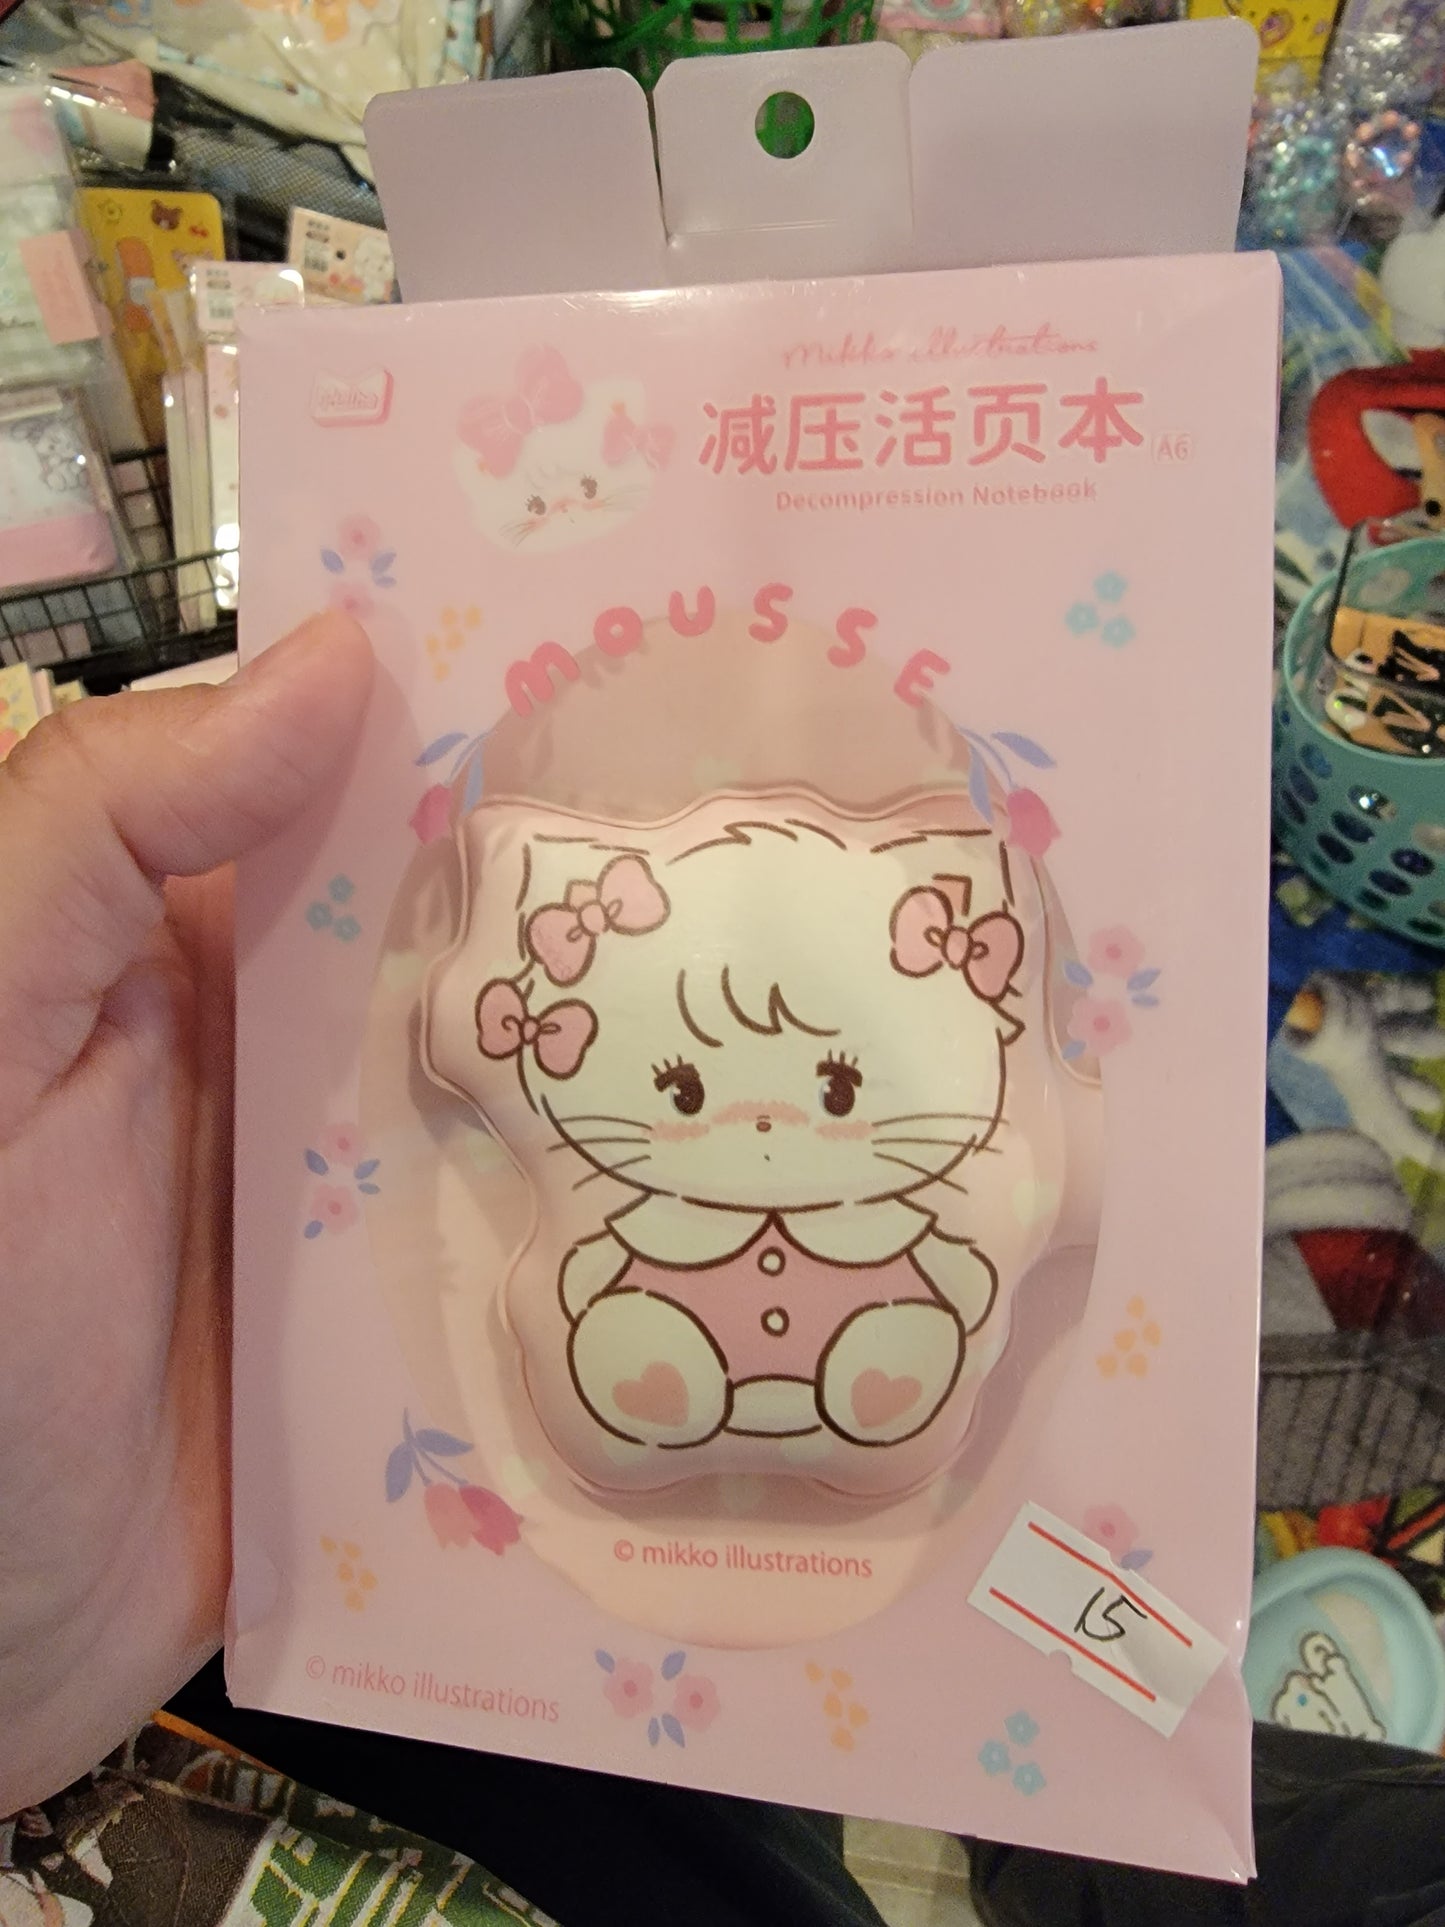 Mikko illustrations
减压活页本 A6
Decompression Notebook
MOUSSE
© mikko illustrations
15
© mikko illustrations